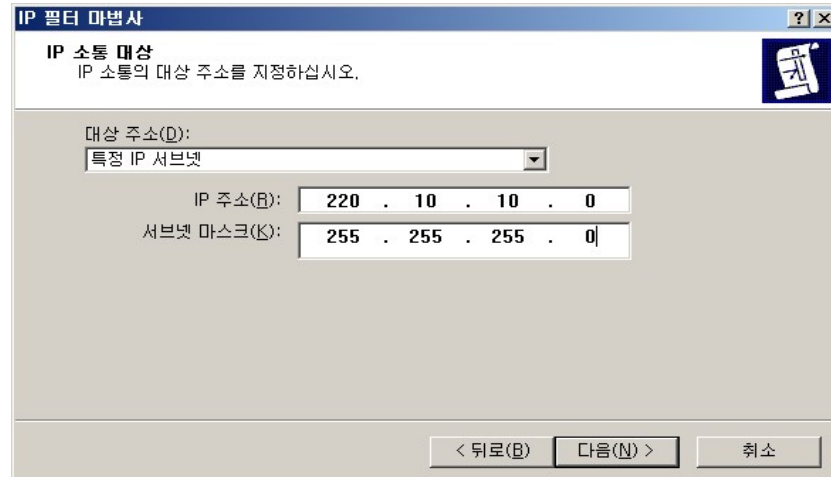 IP 필터 마법사
IP 소통 대상
IP 소통의 대상 주소를 지정하십시오.
대상 주소(D):
특정 IP 서브넷
IP 주소(R): 220 . 10 . 10 . 0
서브넷 마스크(K): 255 . 255 . 255 . 0
< 뒤로(B) 다음(N) > 취소